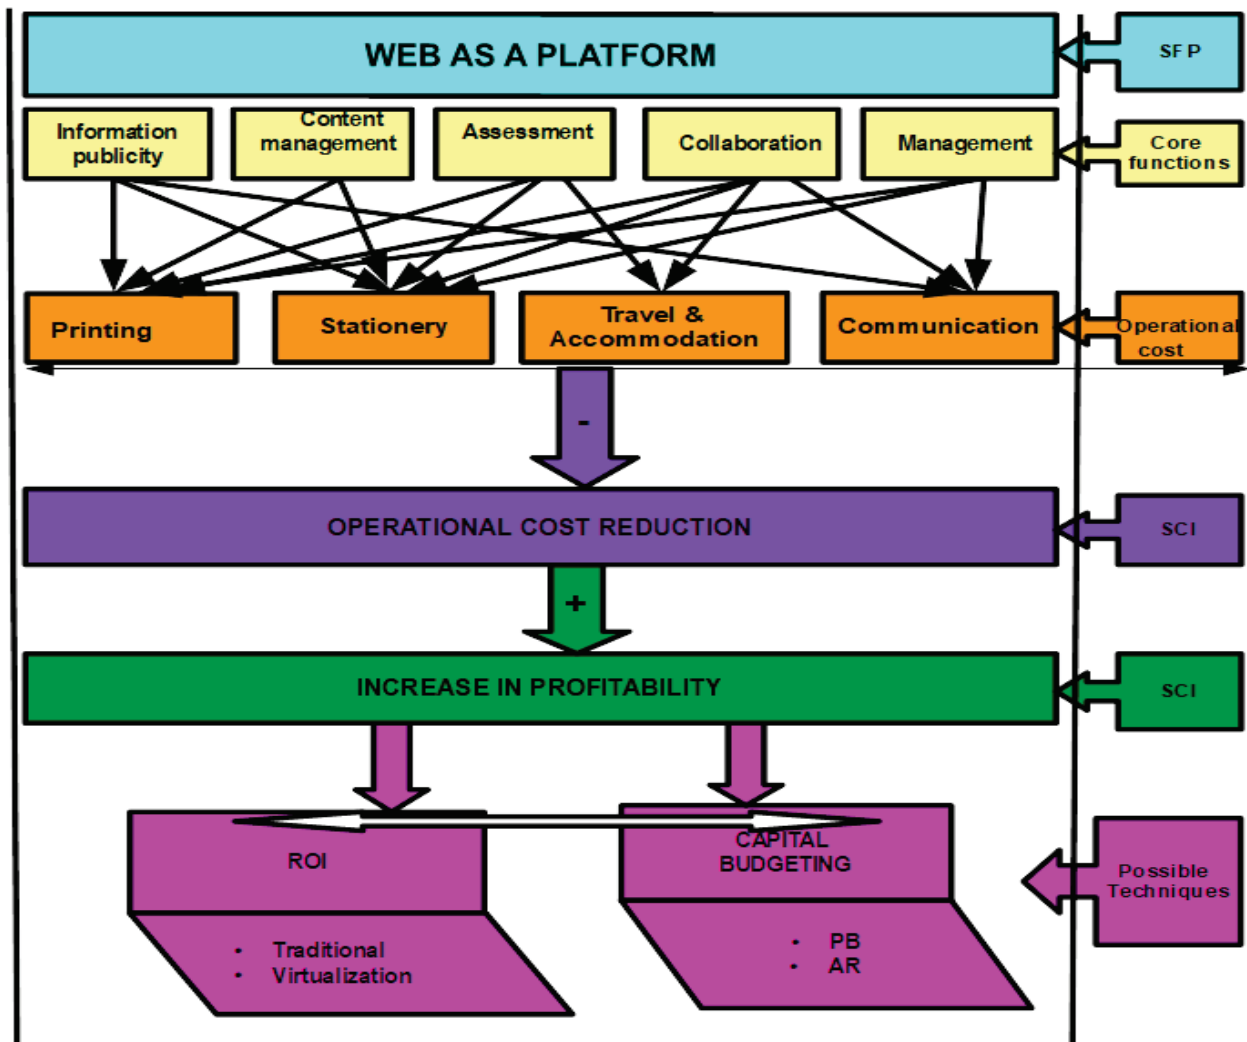 WEB AS A PLATFORM
SFP
Information
publicity
Content
management
Assessment
Collaboration
Management
Core
functions
Printing
Stationery
Travel &
Accommodation
Communication
Operational
cost
-
OPERATIONAL COST REDUCTION
SCI
+
INCREASE IN PROFITABILITY
SCI
ROI
CAPITAL
BUDGETING
Possible
Techniques
• Traditional
• Virtualization
• PB
• AR